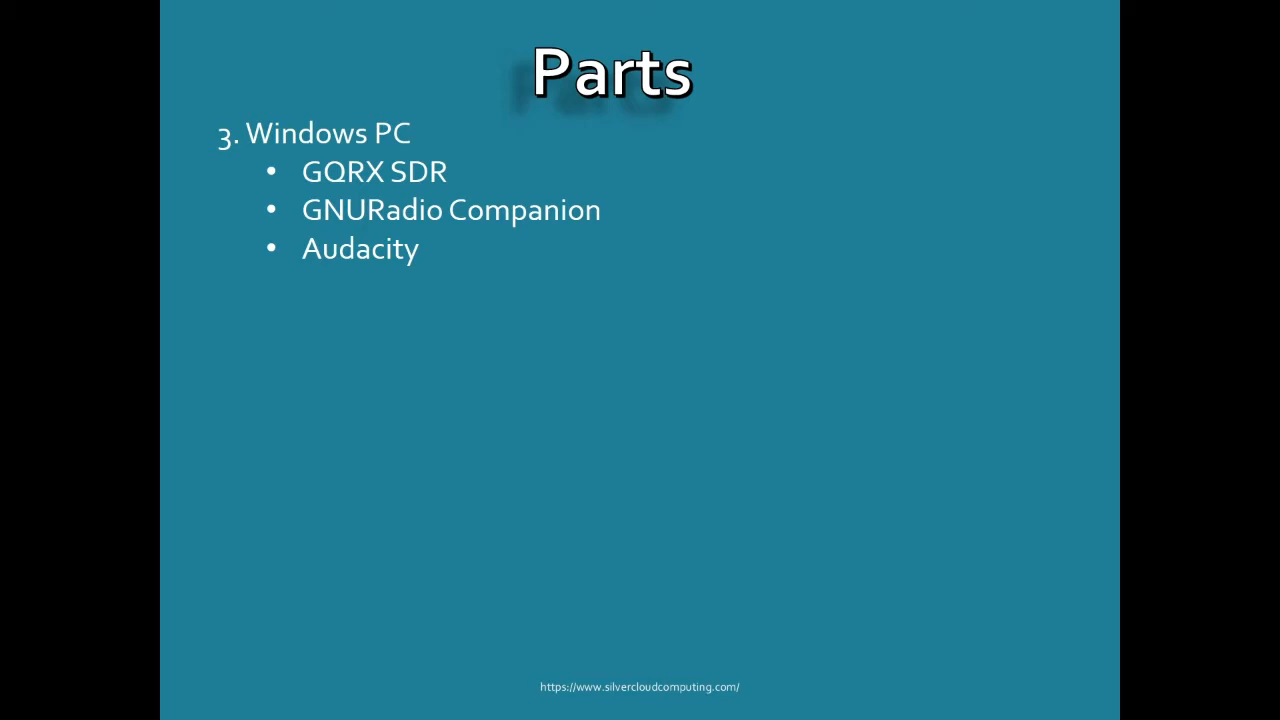 Parts
3. Windows PC
• GQRX SDR
• GNURadio Companion
• Audacity
https://www.silvercloudcomputing.com/